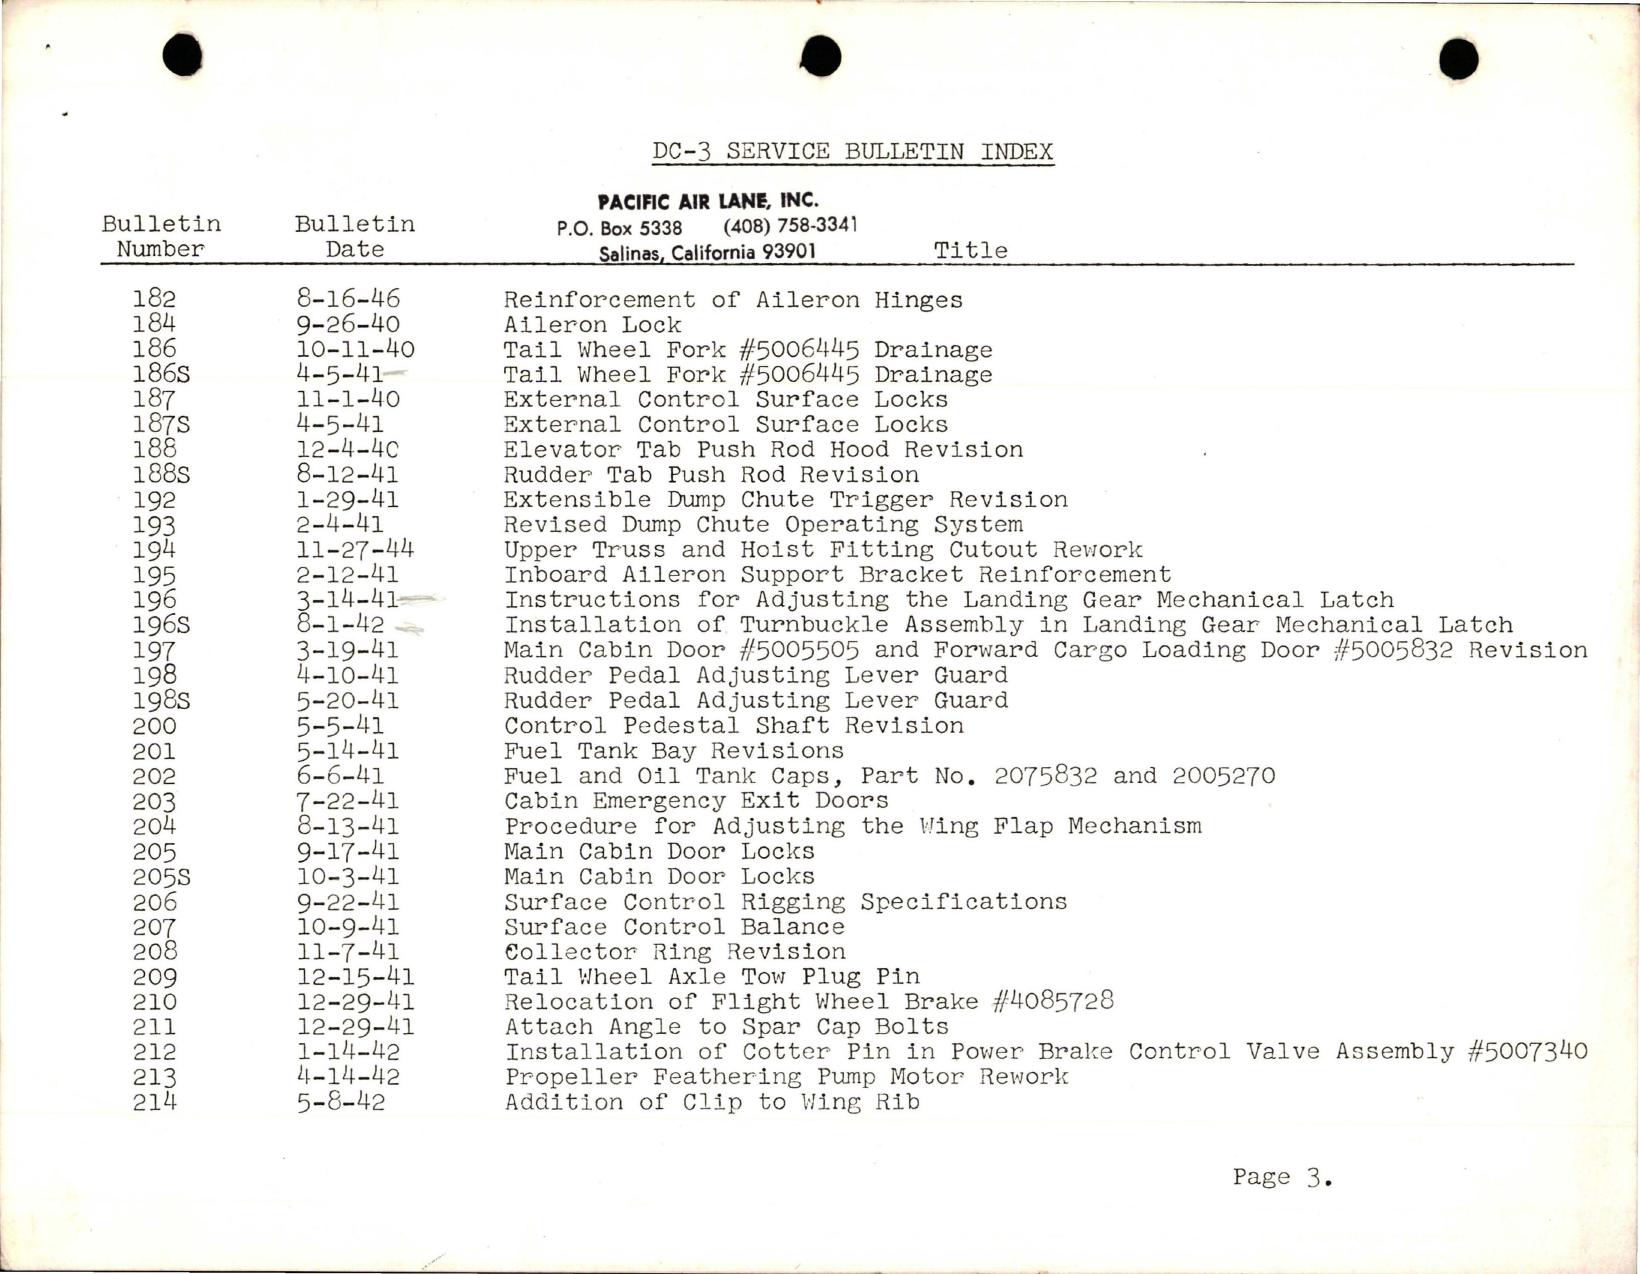 DC-3 SERVICE BULLETIN INDEX
PACIFIC AIR LANE, INC.
P.O. Box 5338 (408) 758-3341
Salinas, California 93901
Bulletin Number Bulletin Date Title
182 8-16-46 Reinforcement of Aileron Hinges
184 9-26-40 Aileron Lock
186 10-11-40 Tail Wheel Fork #5006445 Drainage
186S 4-5-41 Tail Wheel Fork #5006445 Drainage
187 11-1-40 External Control Surface Locks
187S 4-5-41 External Control Surface Locks
188 12-4-40 Elevator Tab Push Rod Hood Revision
188S 8-12-41 Rudder Tab Push Rod Revision
192 1-29-41 Extensible Dump Chute Trigger Revision
193 2-4-41 Revised Dump Chute Operating System
194 11-27-44 Upper Truss and Hoist Fitting Cutout Rework
195 2-12-41 Inboard Aileron Support Bracket Reinforcement
196 3-14-41 Instructions for Adjusting the Landing Gear Mechanical Latch
196S 8-1-42 Installation of Turnbuckle Assembly in Landing Gear Mechanical Latch
197 3-19-41 Main Cabin Door #5005505 and Forward Cargo Loading Door #5005832 Revision
198 4-10-41 Rudder Pedal Adjusting Lever Guard
198S 5-20-41 Rudder Pedal Adjusting Lever Guard
200 5-5-41 Control Pedestal Shaft Revision
201 5-14-41 Fuel Tank Bay Revisions
202 6-6-41 Fuel and Oil Tank Caps, Part No. 2075832 and 2005270
203 7-22-41 Cabin Emergency Exit Doors
204 8-13-41 Procedure for Adjusting the Wing Flap Mechanism
205 9-17-41 Main Cabin Door Locks
205S 10-3-41 Main Cabin Door Locks
206 9-22-41 Surface Control Rigging Specifications
207 10-9-41 Surface Control Balance
208 11-7-41 Collector Ring Revision
209 12-15-41 Tail Wheel Axle Tow Plug Pin
210 12-29-41 Relocation of Flight Wheel Brake #4085728
211 12-29-41 Attach Angle to Spar Cap Bolts
212 1-14-42 Installation of Cotter Pin in Power Brake Control Valve Assembly #5007340
213 4-14-42 Propeller Feathering Pump Motor Rework
214 5-8-42 Addition of Clip to Wing Rib
Page 3.